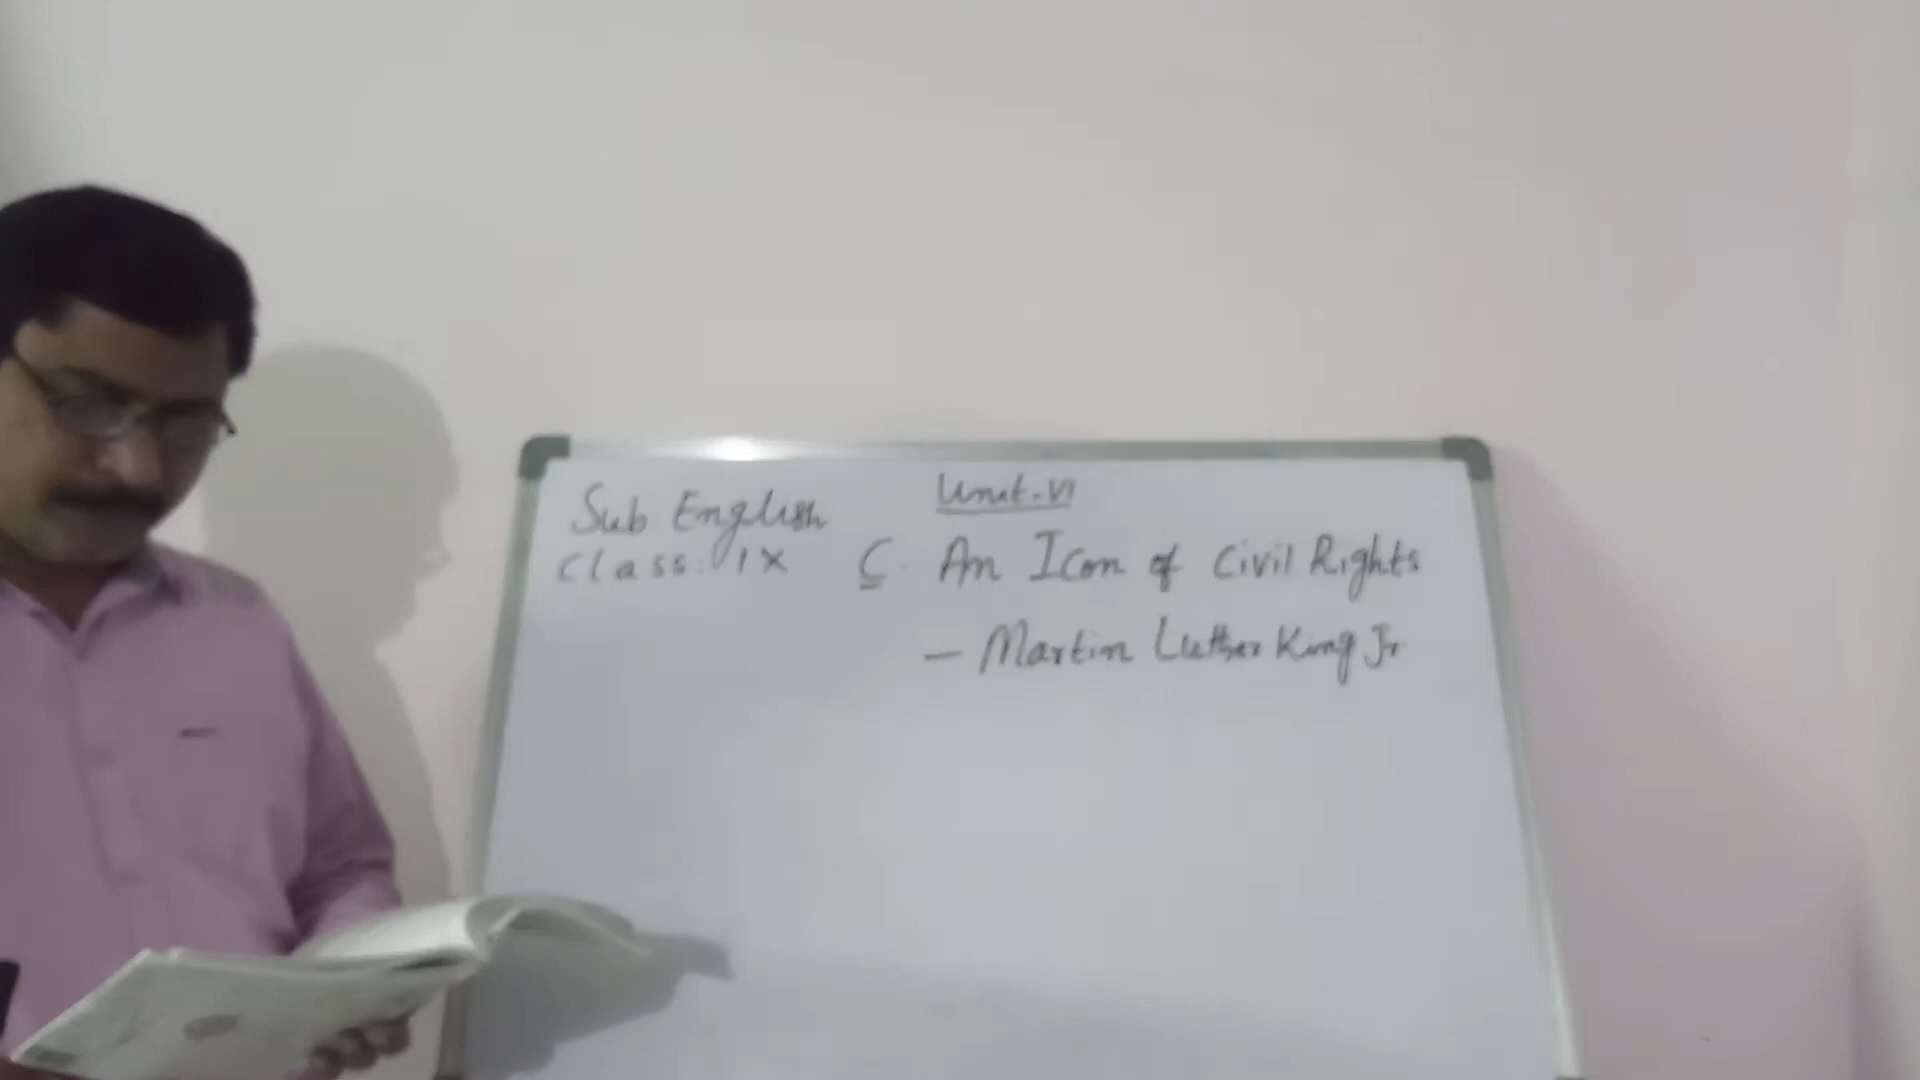 Unit-VI
Sub English
Class: IX
C. An Icon of Civil Rights
- Martin Luther King Jr